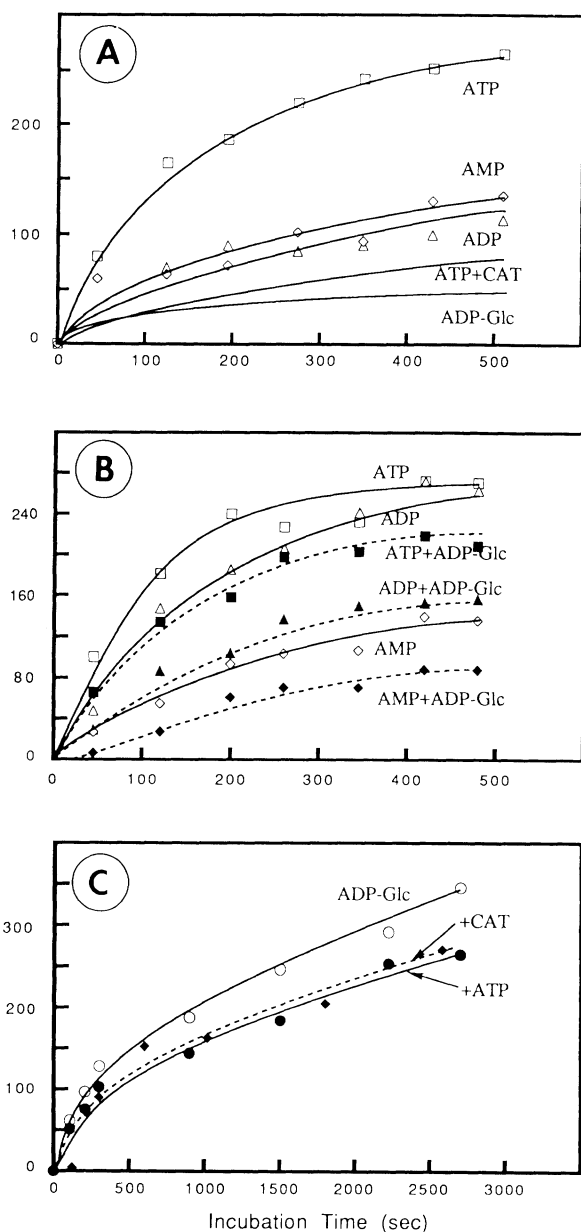 A
200
100
0
ATP
AMP
ADP
ATP+CAT
ADP-Glc
0 100 200 300 400 500
B
240
160
80
0
ATP
ADP
ATP+ADP-Glc
ADP+ADP-Glc
AMP
AMP+ADP-Glc
0 100 200 300 400 500
C
300
200
100
0
ADP-Glc
+CAT
+ATP
0 500 1000 1500 2000 2500 3000
Incubation Time (sec)